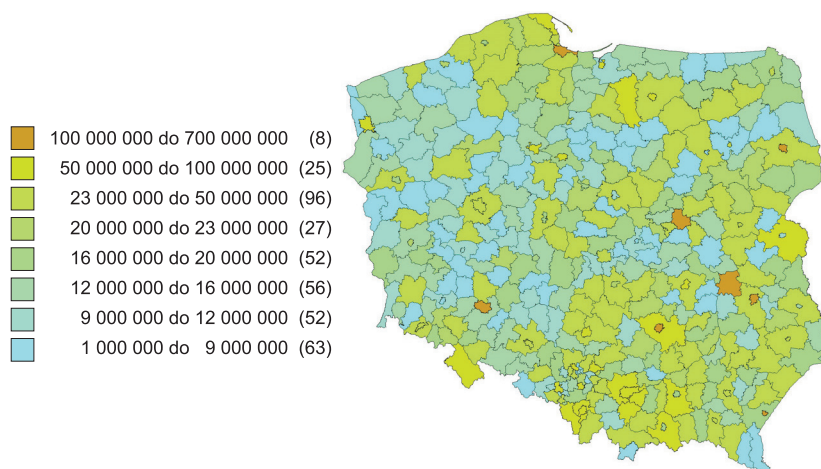 100 000 000 do 700 000 000 (8)
50 000 000 do 100 000 000 (25)
23 000 000 do 50 000 000 (96)
20 000 000 do 23 000 000 (27)
16 000 000 do 20 000 000 (52)
12 000 000 do 16 000 000 (56)
9 000 000 do 12 000 000 (52)
1 000 000 do 9 000 000 (63)